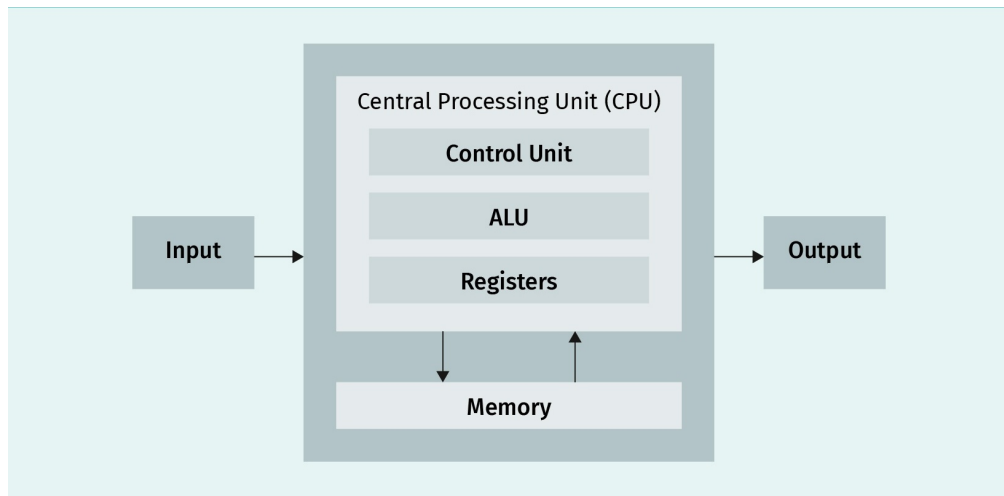 Central Processing Unit (CPU)
Control Unit
ALU
Registers
Input
Output
Memory